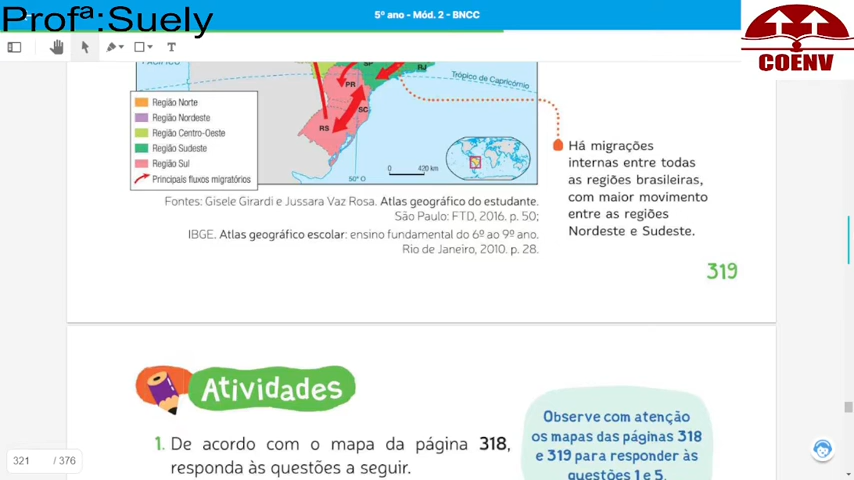 Profª:Suely
5º ano - Mód. 2 - BNCC
COENV
PACÍFICO
SP
RJ
PR
SC
RS
Trópico de Capricórnio
Região Norte
Região Nordeste
Região Centro-Oeste
Região Sudeste
Região Sul
Principais fluxos migratórios
0 420 km
50º O
Há migrações
internas entre todas
as regiões brasileiras,
com maior movimento
entre as regiões
Nordeste e Sudeste.
Fontes: Gisele Girardi e Jussara Vaz Rosa. Atlas geográfico do estudante.
São Paulo: FTD, 2016. p. 50;
IBGE. Atlas geográfico escolar: ensino fundamental do 6º ao 9º ano.
Rio de Janeiro, 2010. p. 28.
319
Atividades
1. De acordo com o mapa da página 318,
responda às questões a seguir.
Observe com atenção
os mapas das páginas 318
e 319 para responder às
questões 1 e 5.
321 / 376
T